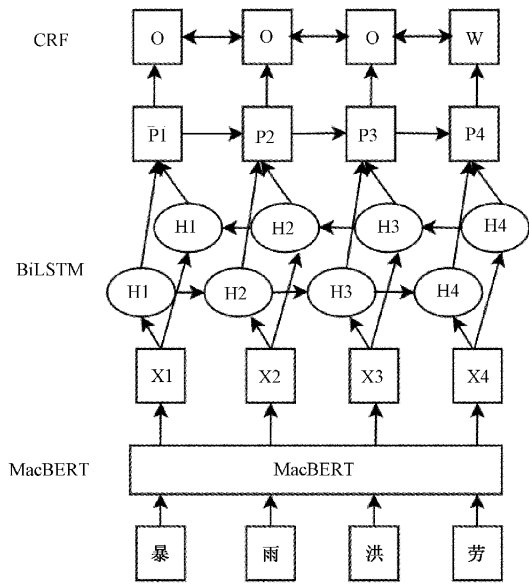 CRF O O O W
P1 P2 P3 P4
H1 H2 H3 H4
BiLSTM
H1 H2 H3 H4
X1 X2 X3 X4
MacBERT MacBERT
暴 雨 洪 劳